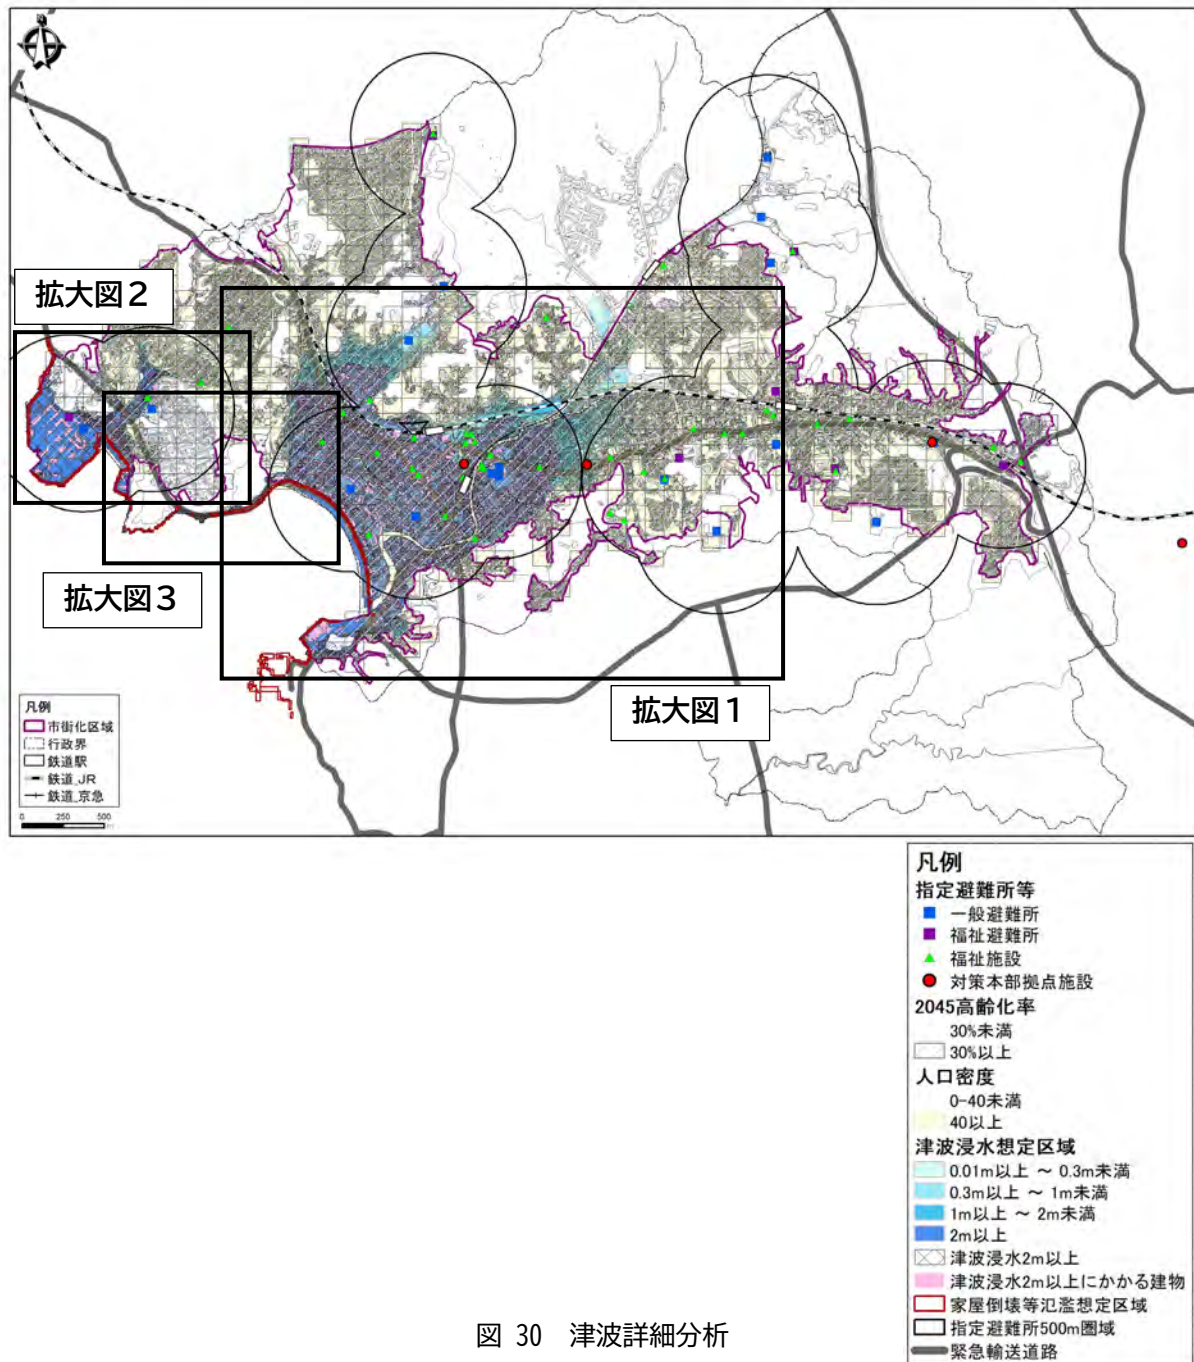 拡大図2
拡大図3
拡大図1
凡例
市街化区域
行政界
鉄道駅
鉄道_JR
鉄道_京急
0 250 500
m
凡例
指定避難所等
一般避難所
福祉避難所
福祉施設
対策本部拠点施設
2045高齢化率
30%未満
30%以上
人口密度
0-40未満
40以上
津波浸水想定区域
0.01m以上 ～ 0.3m未満
0.3m以上 ～ 1m未満
1m以上 ～ 2m未満
2m以上
津波浸水2m以上
津波浸水2m以上にかかる建物
家屋倒壊等氾濫想定区域
指定避難所500m圏域
緊急輸送道路
図 30　津波詳細分析